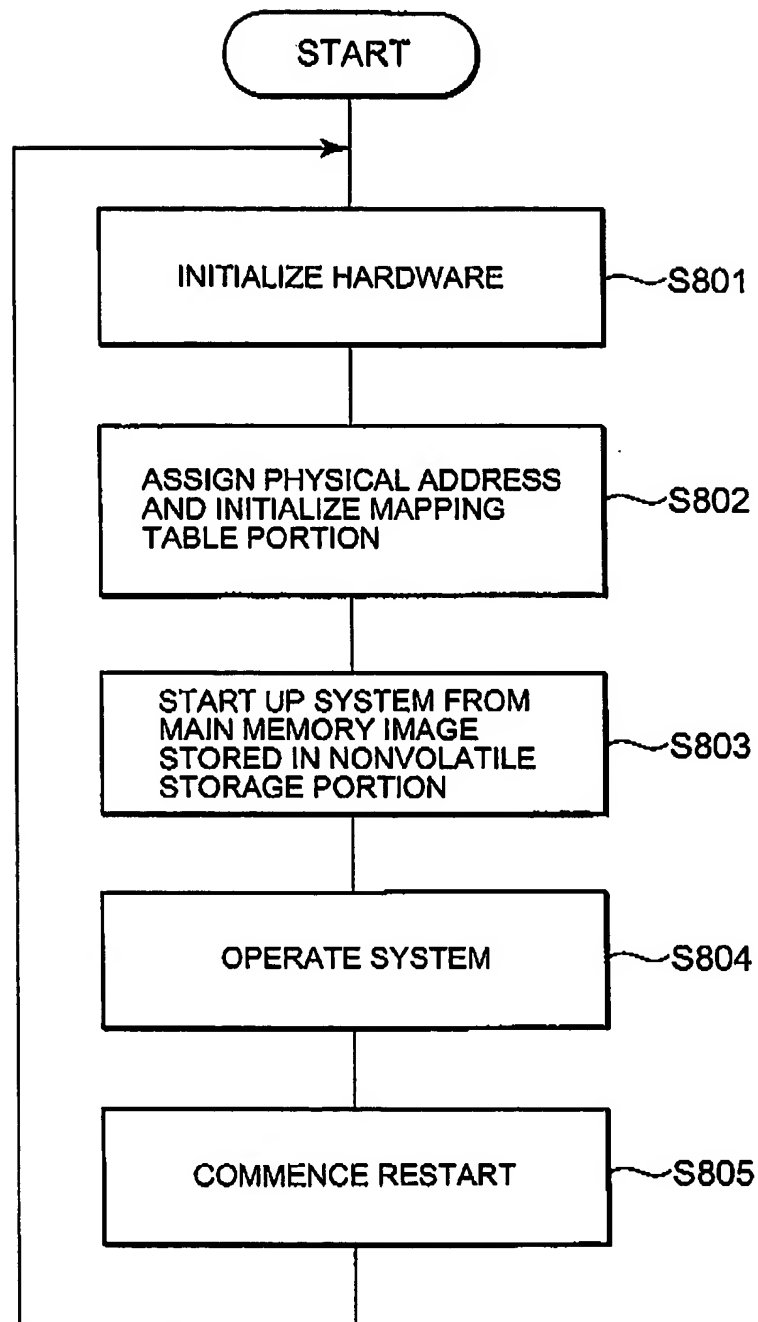 START
INITIALIZE HARDWARE
S801
ASSIGN PHYSICAL ADDRESS
AND INITIALIZE MAPPING
TABLE PORTION
S802
START UP SYSTEM FROM
MAIN MEMORY IMAGE
STORED IN NONVOLATILE
STORAGE PORTION
S803
OPERATE SYSTEM
S804
COMMENCE RESTART
S805